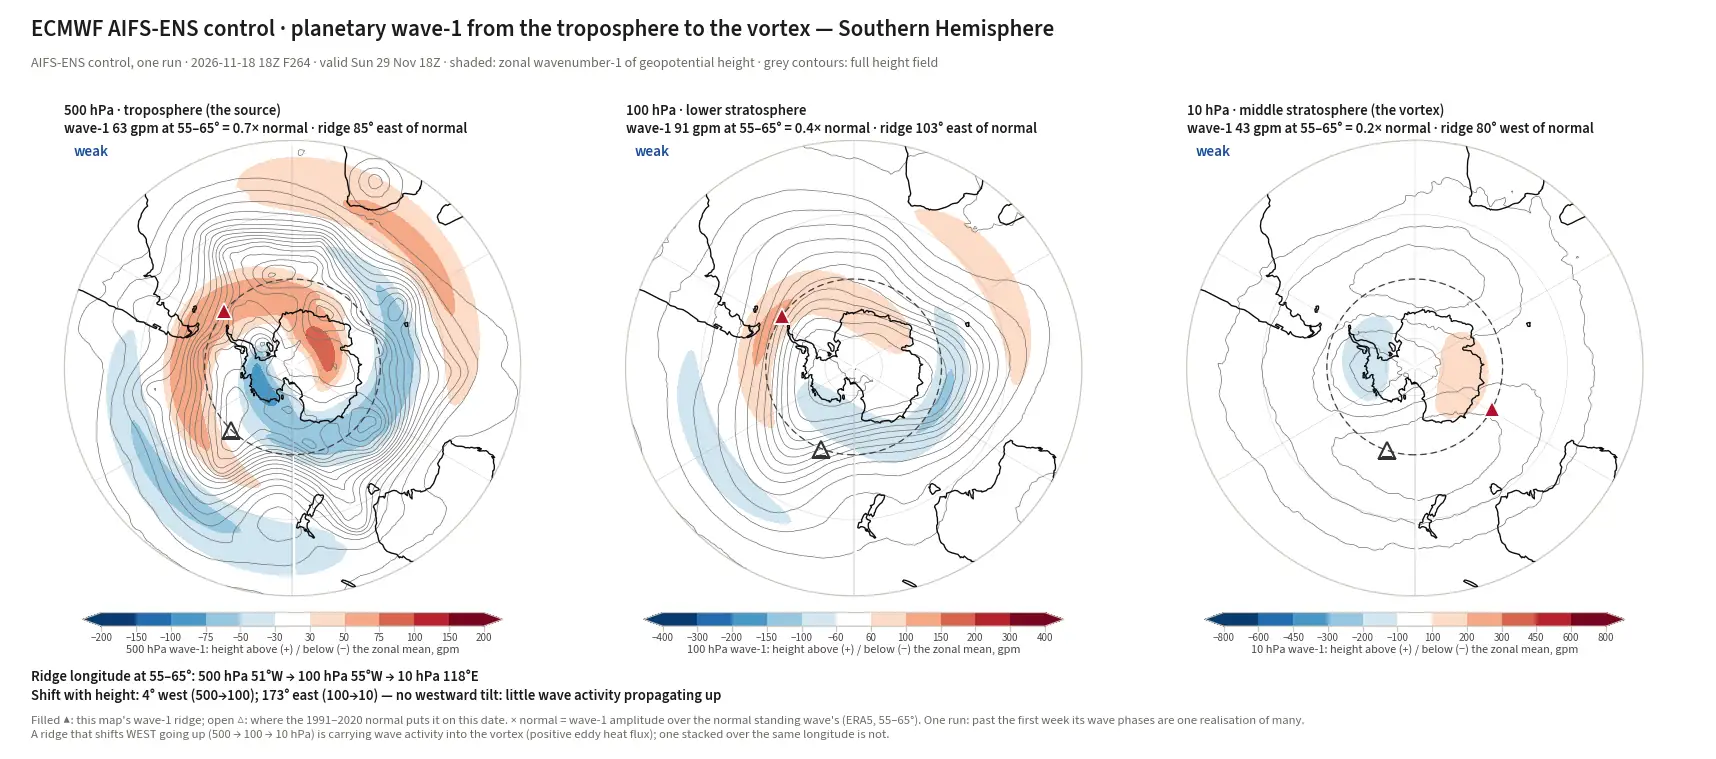 ECMWF AIFS-ENS control · planetary wave-1 from the troposphere to the vortex — Southern Hemisphere
AIFS-ENS control, one run · 2026-11-18 18Z F264 · valid Sun 29 Nov 18Z · shaded: zonal wavenumber-1 of geopotential height · grey contours: full height field
500 hPa · troposphere (the source)
wave-1 63 gpm at 55–65° = 0.7× normal · ridge 85° east of normal
weak
100 hPa · lower stratosphere
wave-1 91 gpm at 55–65° = 0.4× normal · ridge 103° east of normal
weak
10 hPa · middle stratosphere (the vortex)
wave-1 43 gpm at 55–65° = 0.2× normal · ridge 80° west of normal
weak
−200 −150 −100 −75 −50 −30 30 50 75 100 150 200
500 hPa wave-1: height above (+) / below (−) the zonal mean, gpm
−400 −300 −200 −150 −100 −60 60 100 150 200 300 400
100 hPa wave-1: height above (+) / below (−) the zonal mean, gpm
−800 −600 −450 −300 −200 −100 100 200 300 450 600 800
10 hPa wave-1: height above (+) / below (−) the zonal mean, gpm
Ridge longitude at 55–65°: 500 hPa 51°W → 100 hPa 55°W → 10 hPa 118°E
Shift with height: 4° west (500→100); 173° east (100→10) — no westward tilt: little wave activity propagating up
Filled ▲: this map's wave-1 ridge; open △: where the 1991–2020 normal puts it on this date. × normal = wave-1 amplitude over the normal standing wave's (ERA5, 55–65°). One run: past the first week its wave phases are one realisation of many.
A ridge that shifts WEST going up (500 → 100 → 10 hPa) is carrying wave activity into the vortex (positive eddy heat flux); one stacked over the same longitude is not.